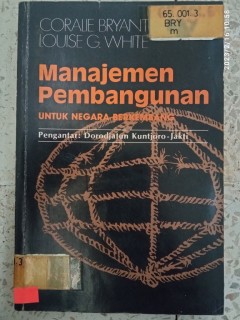 CORALIE BRYANT
LOUISE G. WHITE
65.001.3
BRY
m
Manajemen
Pembangunan
UNTUK NEGARA BERKEMBANG
Pengantar: Dorodjatun Kuntjoro-Jakti